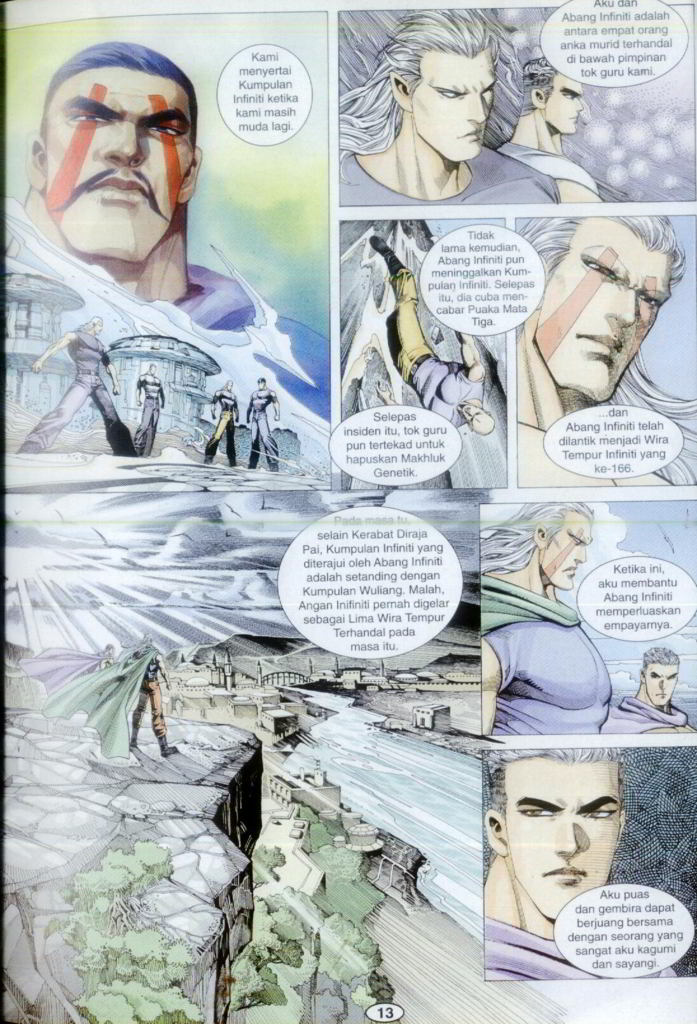 Kami
menyertai
Kumpulan
Infiniti ketika
kami masih
muda lagi.
Aku dan
Abang Infiniti adalah
antara empat orang
anka murid terhandal
di bawah pimpinan
tok guru kami.
Tidak
lama kemudian,
Abang Infiniti pun
meninggalkan Kum-
pulan Infiniti. Selepas
itu, dia cuba men-
cabar Puaka Mata
Tiga.
Selepas
insiden itu, tok guru
pun tertekad untuk
hapuskan Makhluk
Genetik.
...dan
Abang Infiniti telah
dilantik menjadi Wira
Tempur Infiniti yang
ke-166.
Pada masa tu,
selain Kerabat Diraja
Pai, Kumpulan Infiniti yang
diterajui oleh Abang Infiniti
adalah setanding dengan
Kumpulan Wuliang. Malah,
Angan Inifiniti pernah digelar
sebagai Lima Wira Tempur
Terhandal pada
masa itu.
Ketika ini,
aku membantu
Abang Infiniti
memperluaskan
empayarnya.
Aku puas
dan gembira dapat
berjuang bersama
dengan seorang yang
sangat aku kagumi
dan sayangi.
13